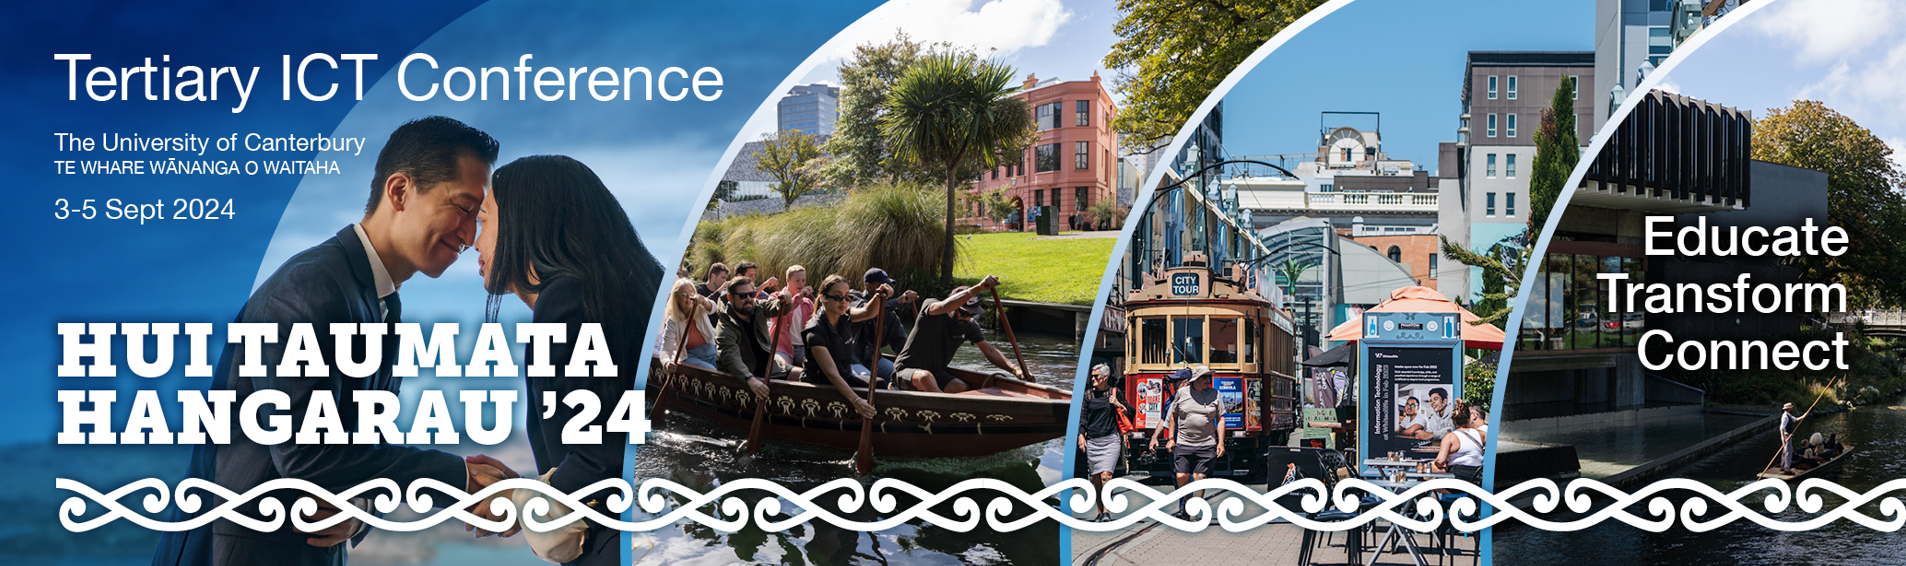 Tertiary ICT Conference
The University of Canterbury
TE WHARE WĀNANGA O WAITAHA
3-5 Sept 2024
HUI TAUMATA
HANGARAU ’24
CITY
TOUR
Information Technology
Educate
Transform
Connect